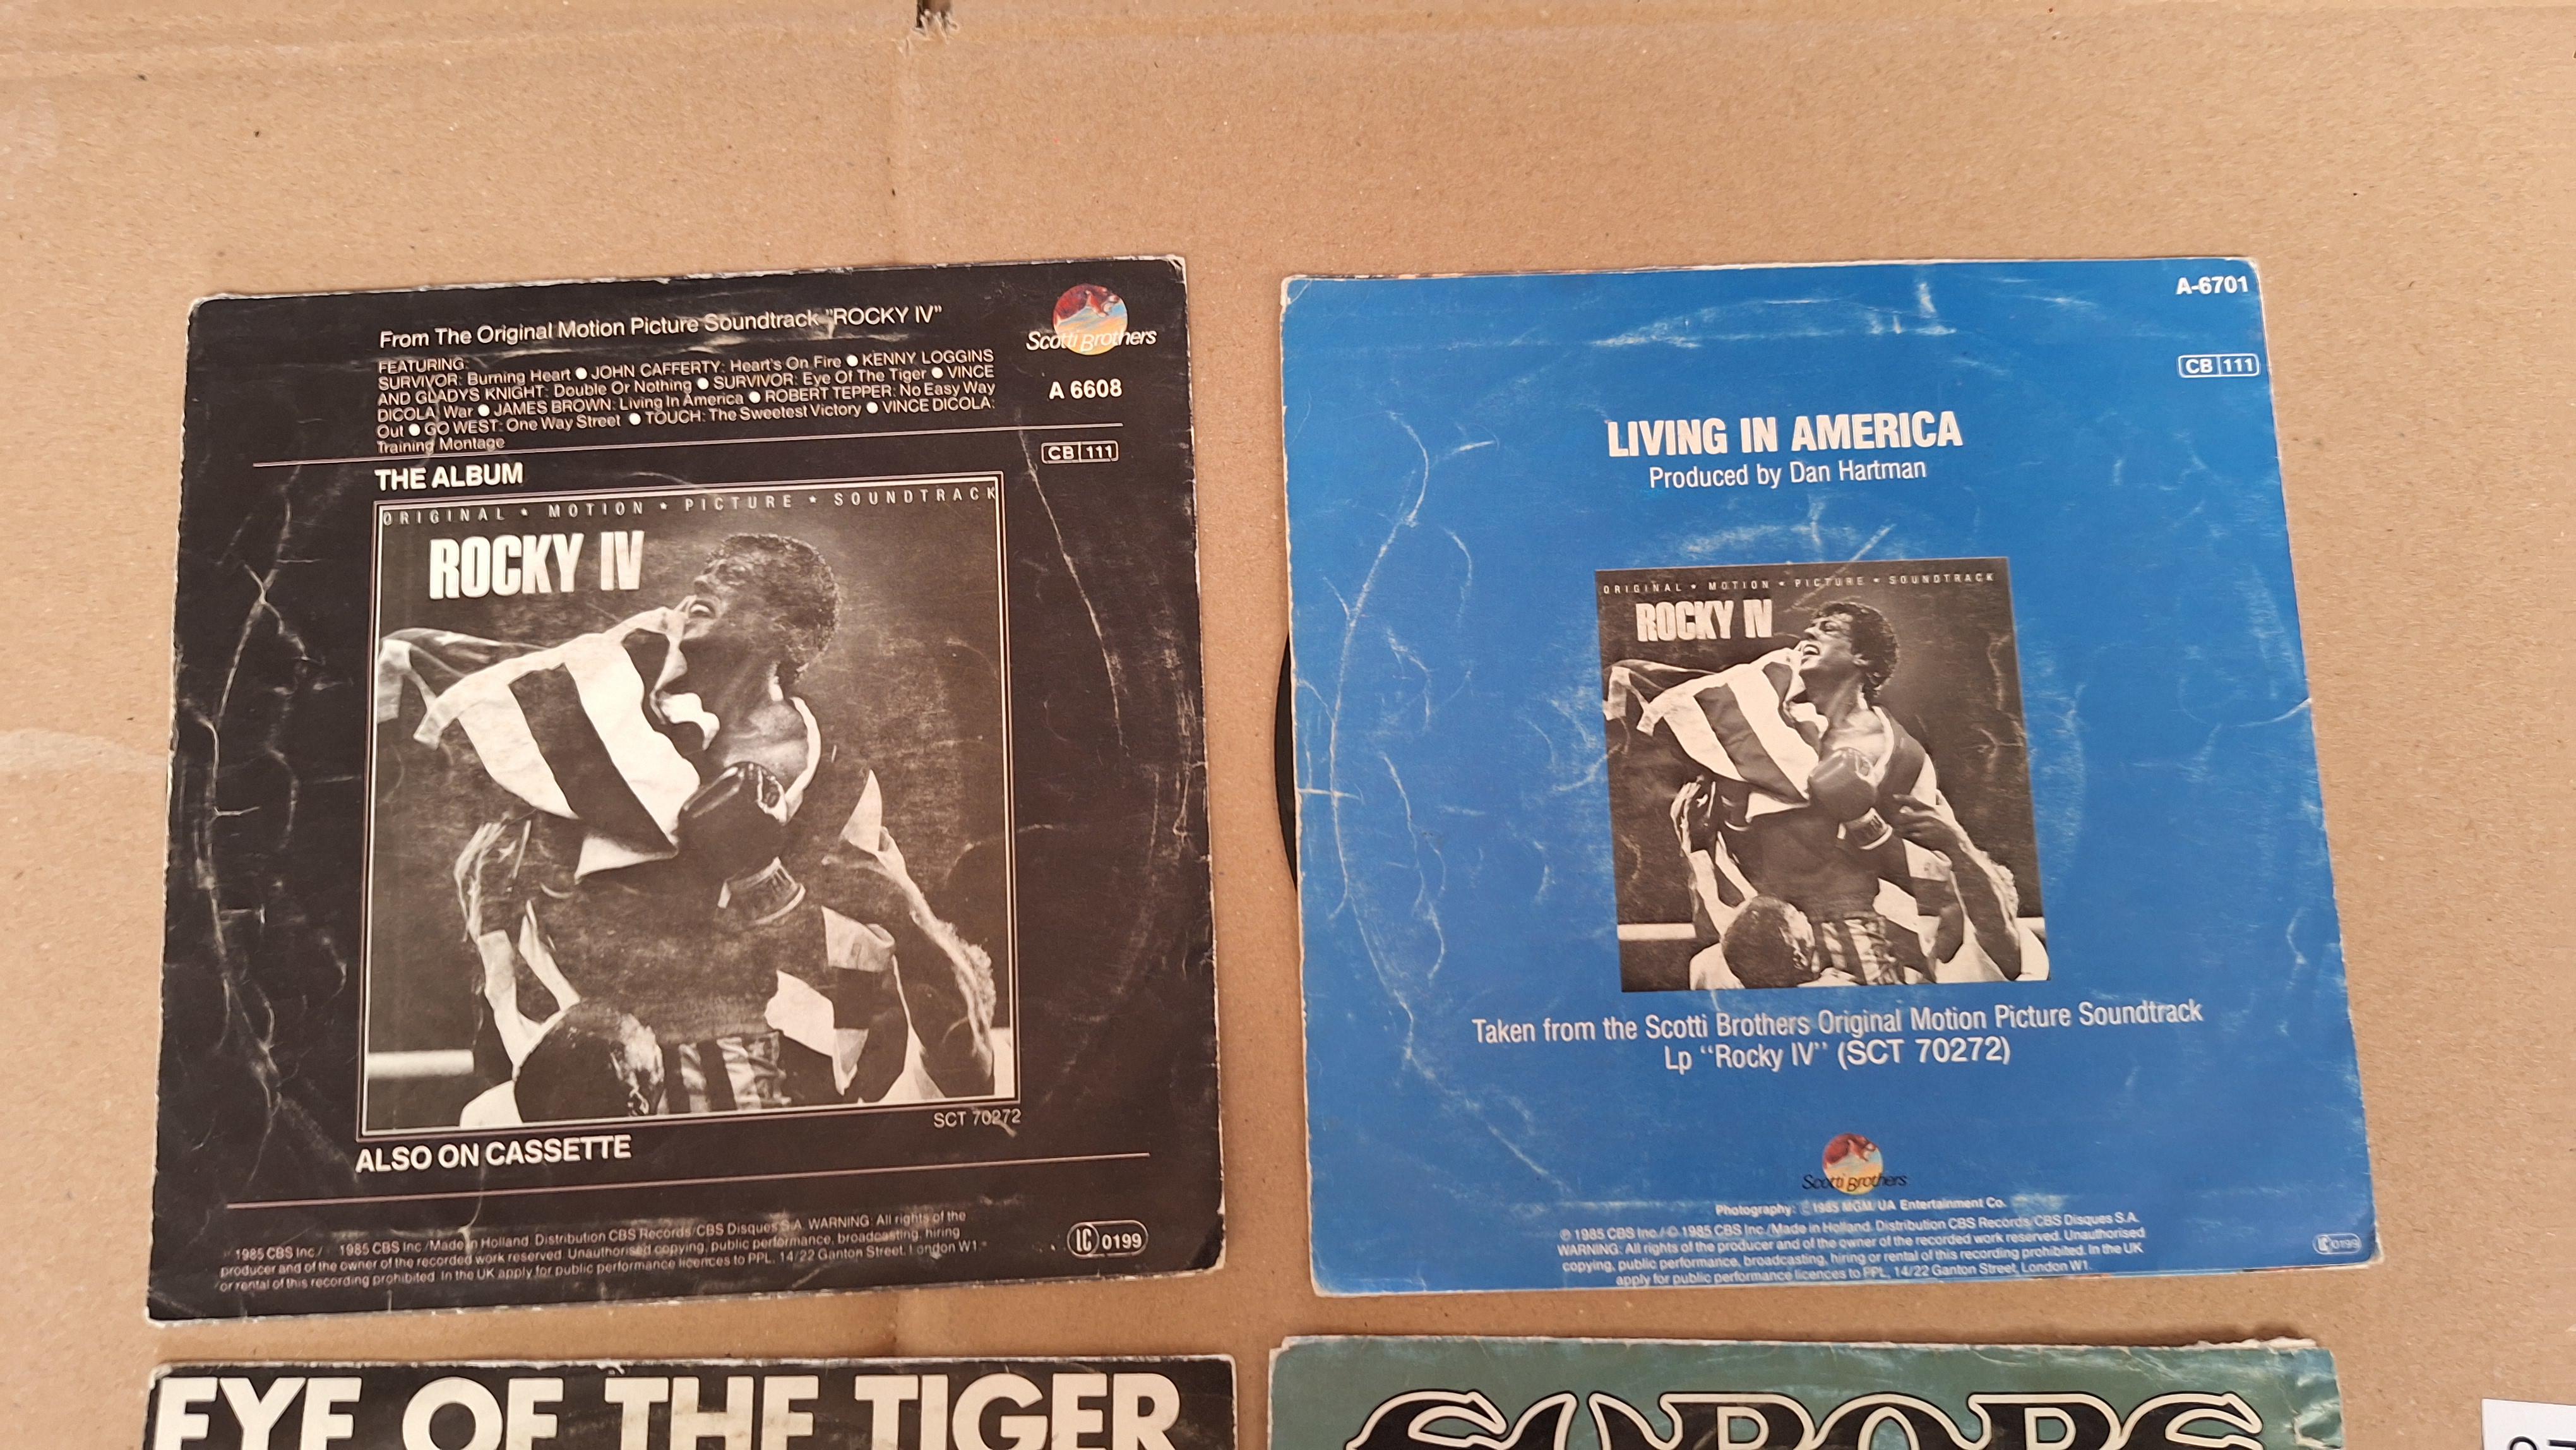 From The Original Motion Picture Soundtrack "ROCKY IV"
FEATURING:
SURVIVOR: Burning Heart ● JOHN CAFFERTY: Heart's On Fire ● KENNY LOGGINS
AND GLADYS KNIGHT: Double Or Nothing ● SURVIVOR: Eye Of The Tiger ● VINCE
DICOLA: War ● JAMES BROWN: Living In America ● ROBERT TEPPER: No Easy Way
Out ● GO WEST: One Way Street ● TOUCH: The Sweetest Victory ● VINCE DICOLA:
Training Montage
Scotti Brothers
A 6608
CB 111
THE ALBUM
ORIGINAL * MOTION * PICTURE * SOUNDTRACK
ROCKY IV
SCT 70272
ALSO ON CASSETTE
1985 CBS Inc./ 1985 CBS Inc./Made in Holland. Distribution CBS Records/CBS Disques S.A. WARNING: All rights of the
producer and of the owner of the recorded work reserved. Unauthorised copying, public performance, broadcasting, hiring
or rental of this recording prohibited. In the UK apply for public performance licences to PPL, 14/22 Ganton Street, London W1.
LC 0199
A-6701
CB 111
LIVING IN AMERICA
Produced by Dan Hartman
ORIGINAL * MOTION * PICTURE * SOUNDTRACK
ROCKY IV
Taken from the Scotti Brothers Original Motion Picture Soundtrack
Lp "Rocky IV" (SCT 70272)
Scotti Brothers
Photography: © 1985 MGM/UA Entertainment Co.
℗ 1985 CBS Inc./© 1985 CBS Inc./Made in Holland. Distribution CBS Records/CBS Disques S.A.
WARNING: All rights of the producer and of the owner of the recorded work reserved. Unauthorised
copying, public performance, broadcasting, hiring or rental of this recording prohibited. In the UK
apply for public performance licences to PPL, 14/22 Ganton Street, London W1.
LC 0199
EYE OF THE TIGER